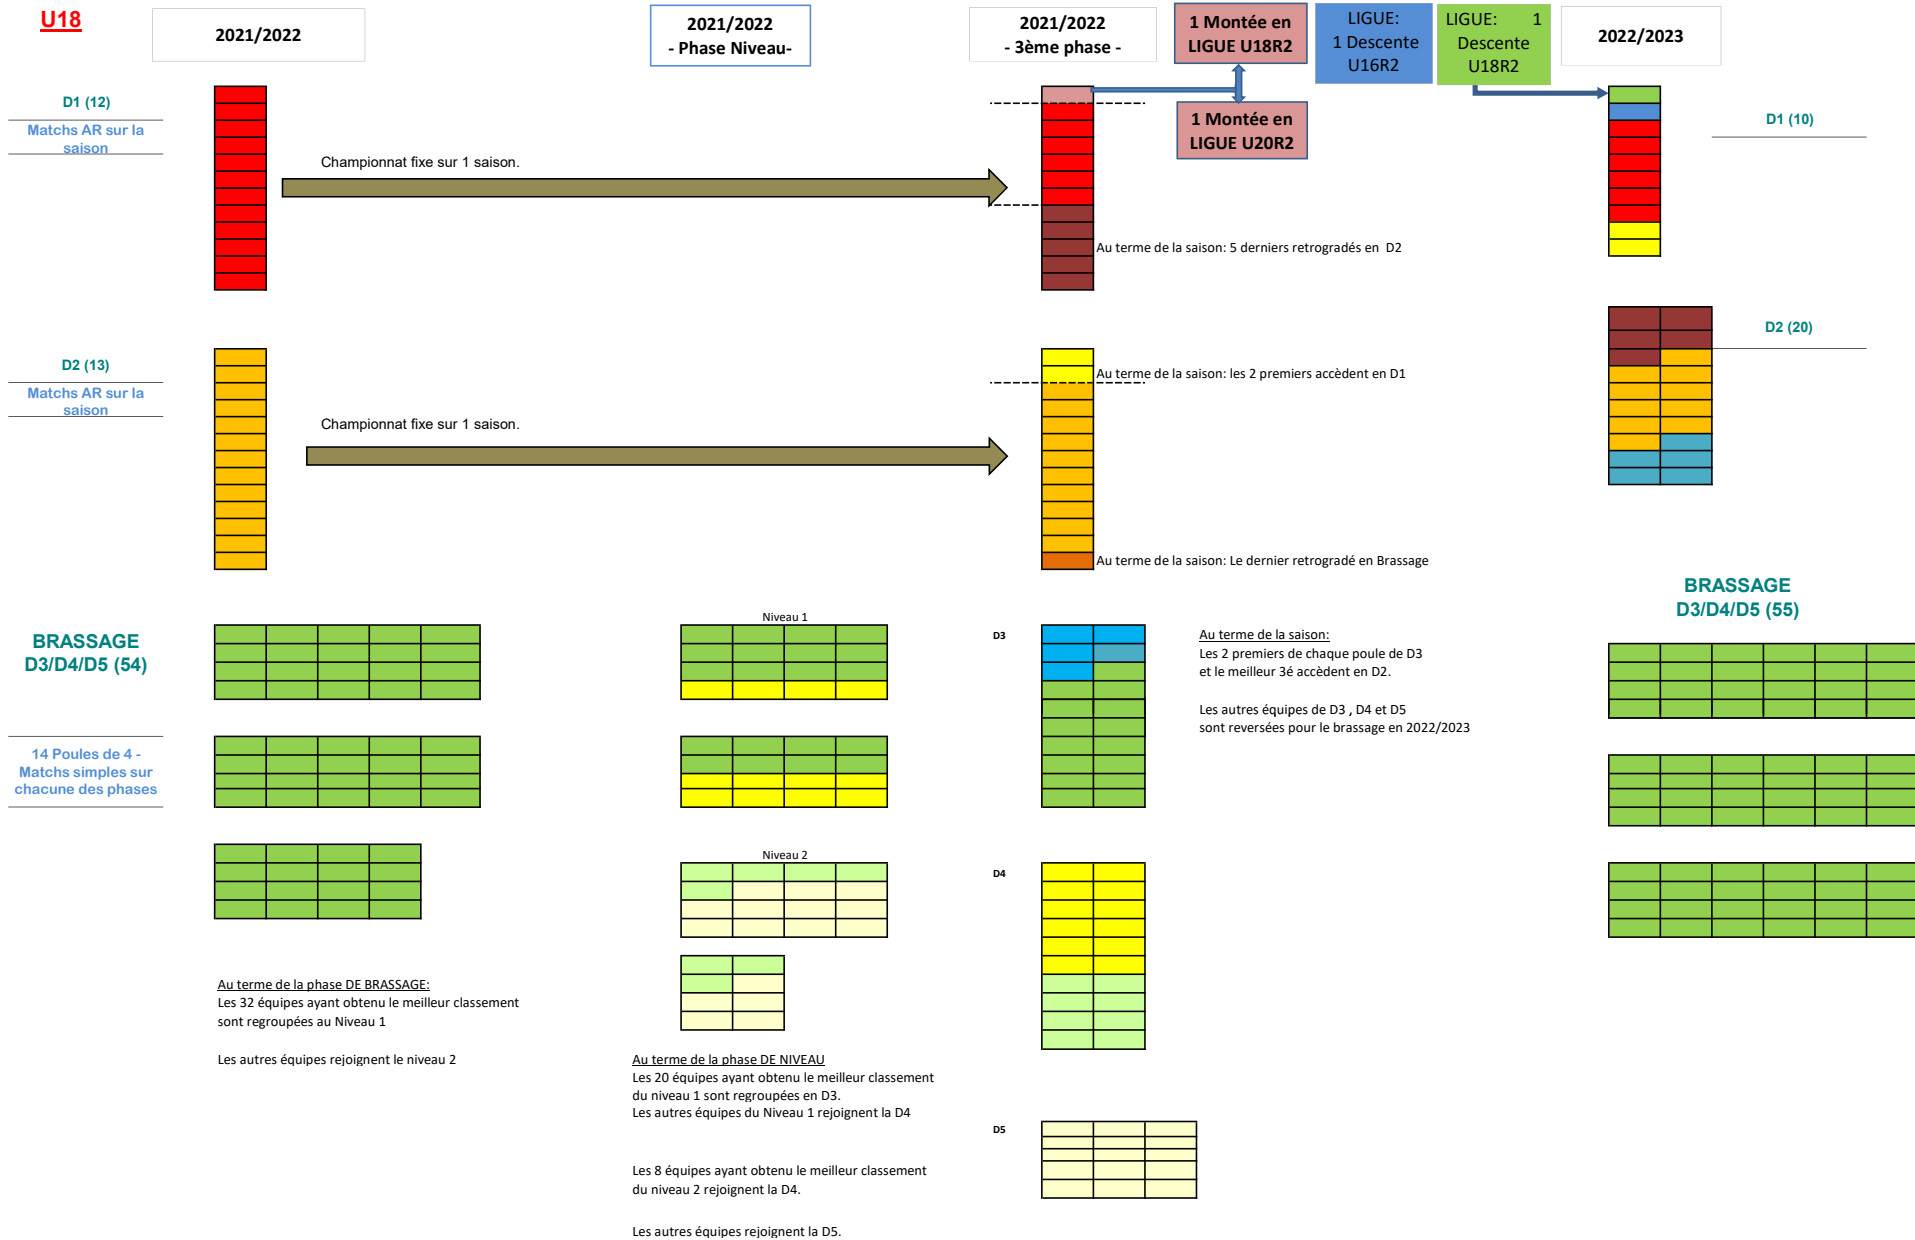 U18
2021/2022
2021/2022
- Phase Niveau-
2021/2022
- 3ème phase -
1 Montée en
LIGUE U18R2
LIGUE:
1 Descente
U16R2
LIGUE: 1
Descente
U18R2
2022/2023
D1 (12)
Matchs AR sur la
saison
Championnat fixe sur 1 saison.
1 Montée en
LIGUE U20R2
D1 (10)
Au terme de la saison: 5 derniers retrogradés en D2
D2 (20)
D2 (13)
Matchs AR sur la
saison
Au terme de la saison: les 2 premiers accèdent en D1
Championnat fixe sur 1 saison.
Au terme de la saison: Le dernier retrogradé en Brassage
BRASSAGE
D3/D4/D5 (55)
BRASSAGE
D3/D4/D5 (54)
Niveau 1
D3
Au terme de la saison:
Les 2 premiers de chaque poule de D3
et le meilleur 3é accèdent en D2.
Les autres équipes de D3 , D4 et D5
sont reversées pour le brassage en 2022/2023
14 Poules de 4 -
Matchs simples sur
chacune des phases
Niveau 2
D4
Au terme de la phase DE BRASSAGE:
Les 32 équipes ayant obtenu le meilleur classement
sont regroupées au Niveau 1
Les autres équipes rejoignent le niveau 2
Au terme de la phase DE NIVEAU
Les 20 équipes ayant obtenu le meilleur classement
du niveau 1 sont regroupées en D3.
Les autres équipes du Niveau 1 rejoignent la D4
D5
Les 8 équipes ayant obtenu le meilleur classement
du niveau 2 rejoignent la D4.
Les autres équipes rejoignent la D5.